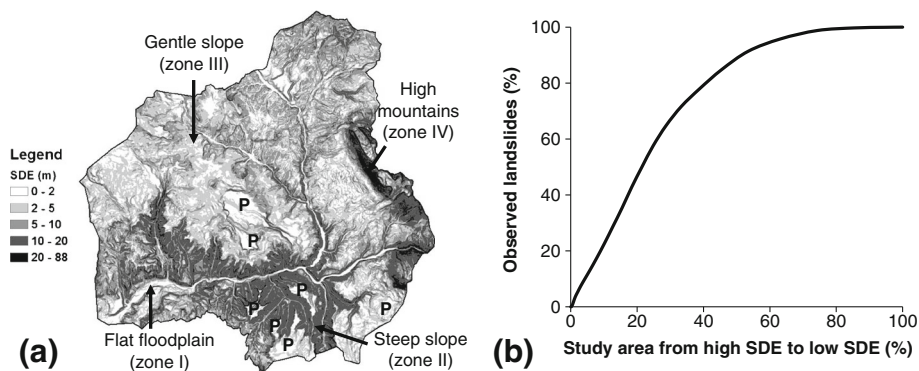 Gentle slope
(zone III)
High
mountains
(zone IV)
Legend
SDE (m)
0 - 2
2 - 5
5 - 10
10 - 20
20 - 88
P
P
P
P
P
P
P
Flat floodplain
(zone I)
Steep slope
(zone II)
(a)
Observed landslides (%)
100
80
60
40
20
0
0 20 40 60 80 100
Study area from high SDE to low SDE (%)
(b)